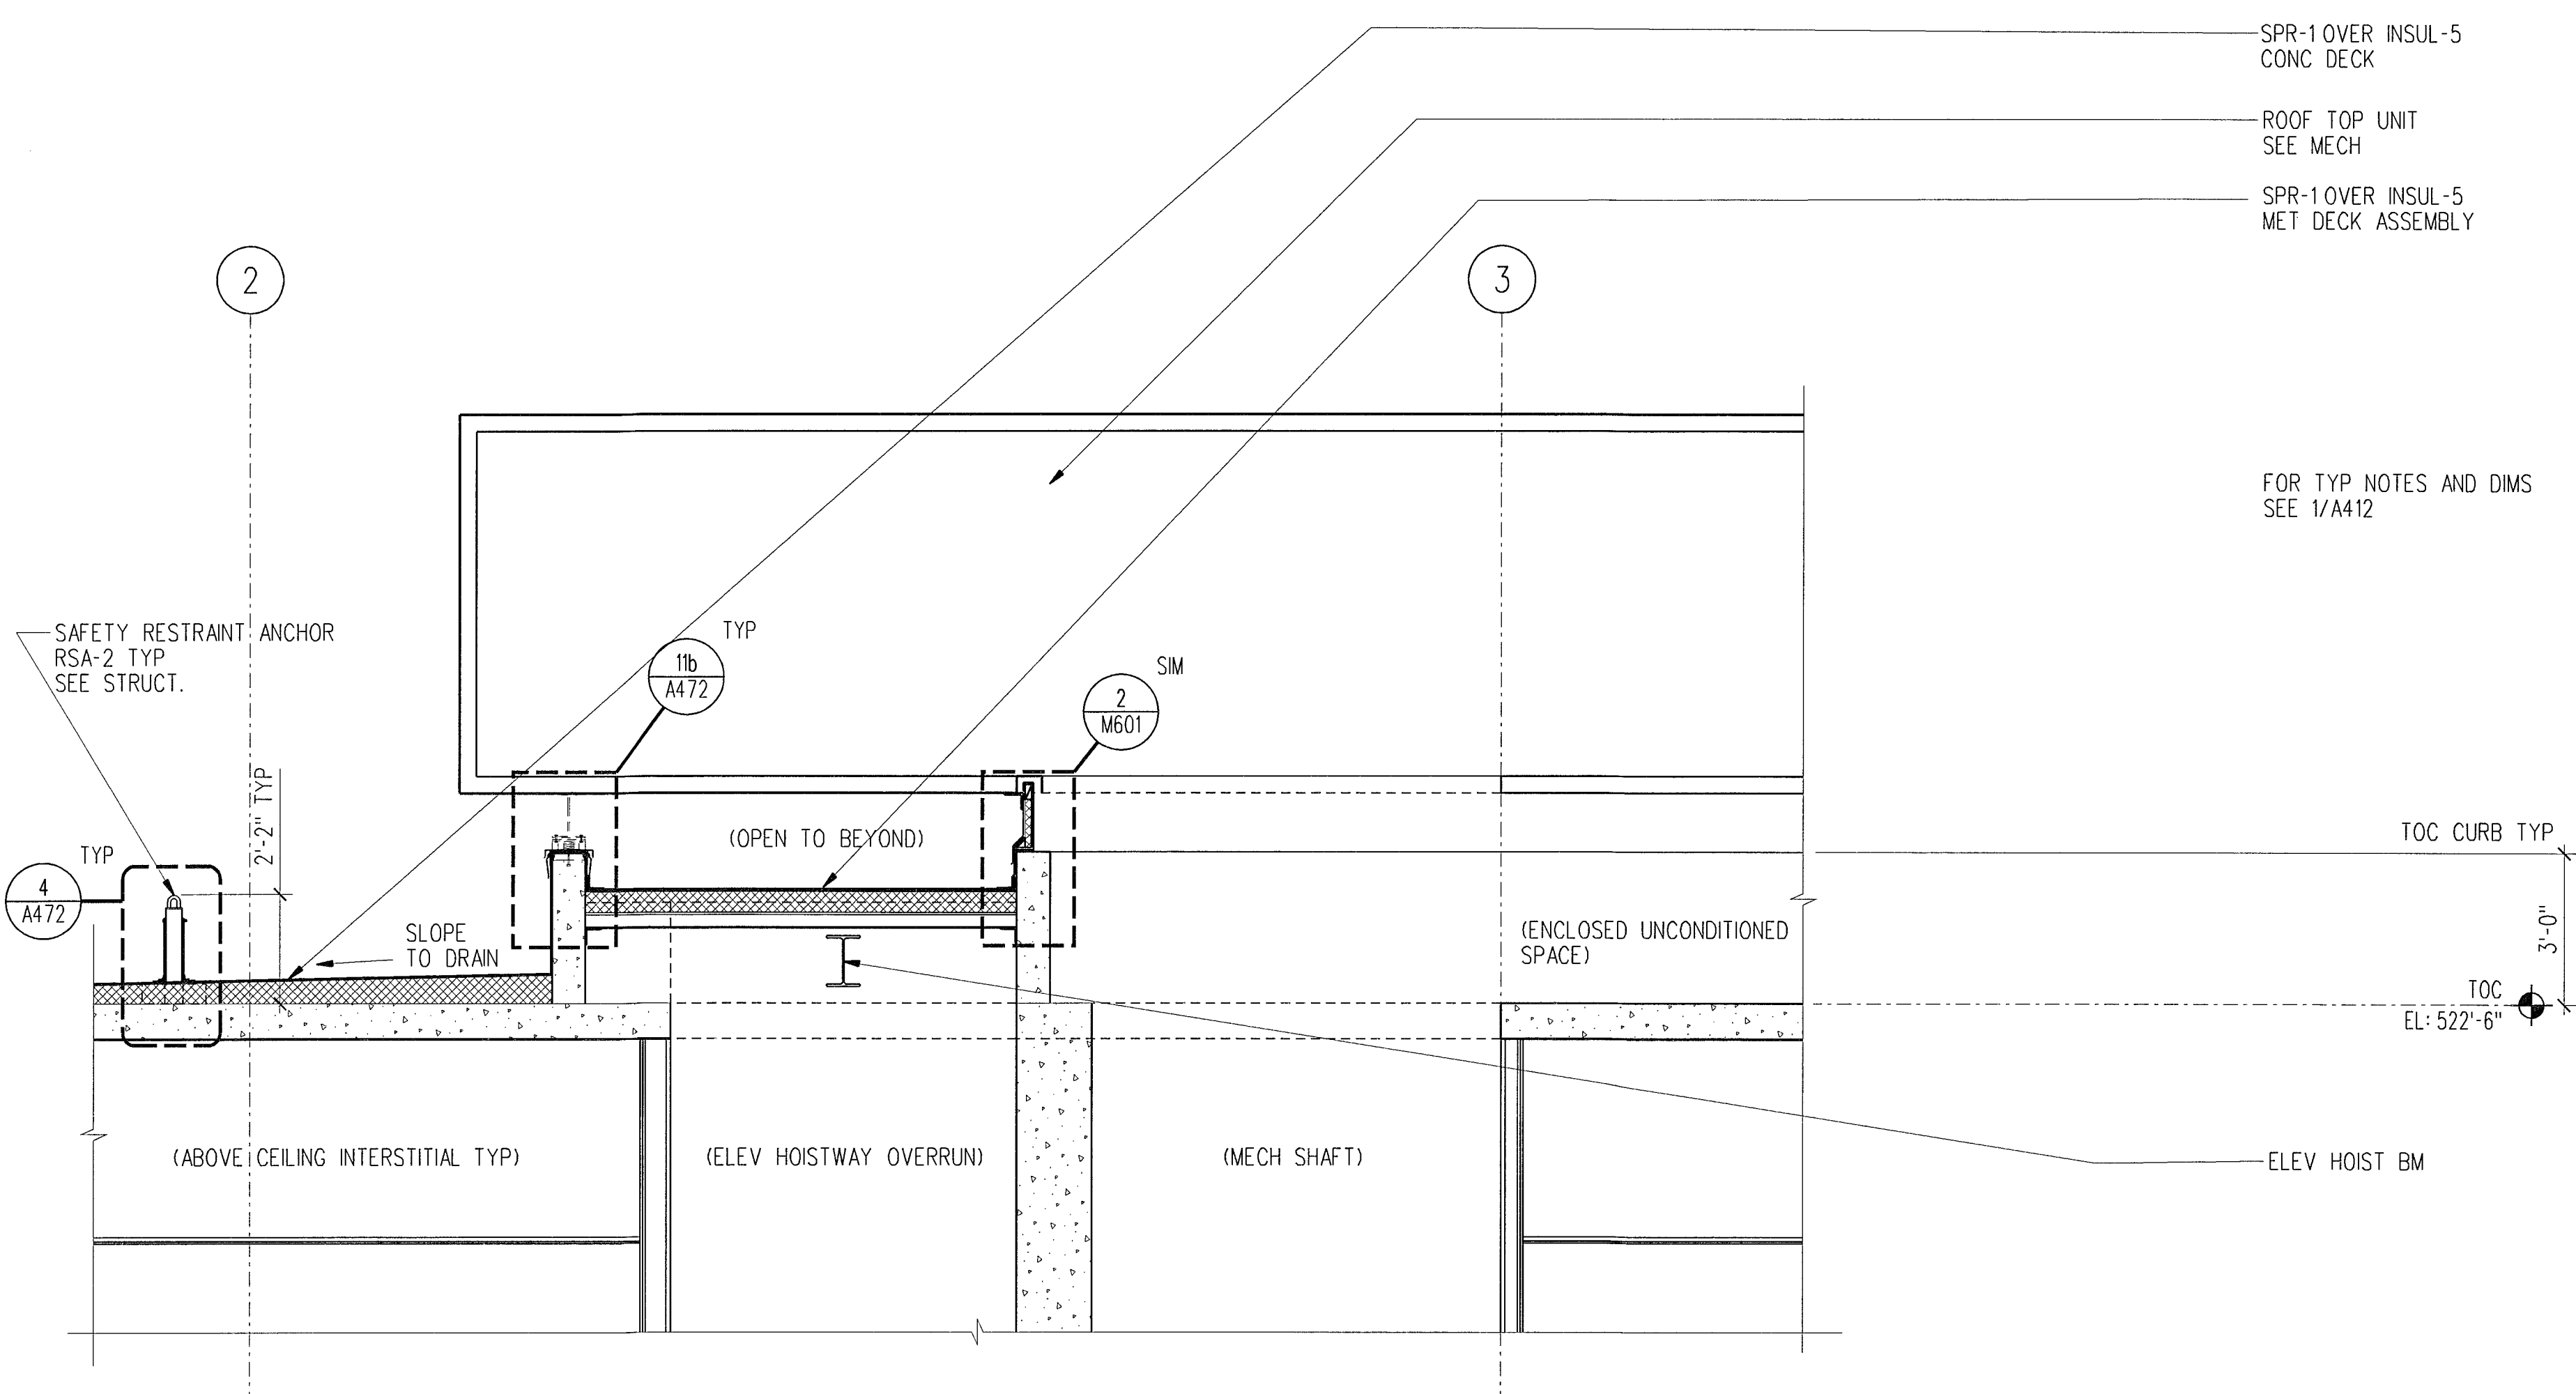 SPR-1 OVER INSUL-5
CONC DECK
ROOF TOP UNIT
SEE MECH
SPR-1 OVER INSUL-5
MET DECK ASSEMBLY
2
3
FOR TYP NOTES AND DIMS
SEE 1/A412
SAFETY RESTRAINT ANCHOR
RSA-2 TYP
SEE STRUCT.
TYP
11b
A472
SIM
2
M601
2'-2" TYP
(OPEN TO BEYOND)
TOC CURB TYP
TYP
4
A472
SLOPE
TO DRAIN
(ENCLOSED UNCONDITIONED
SPACE)
3'-0"
TOC
EL: 522'-6"
(ABOVE CEILING INTERSTITIAL TYP)
(ELEV HOISTWAY OVERRUN)
(MECH SHAFT)
ELEV HOIST BM